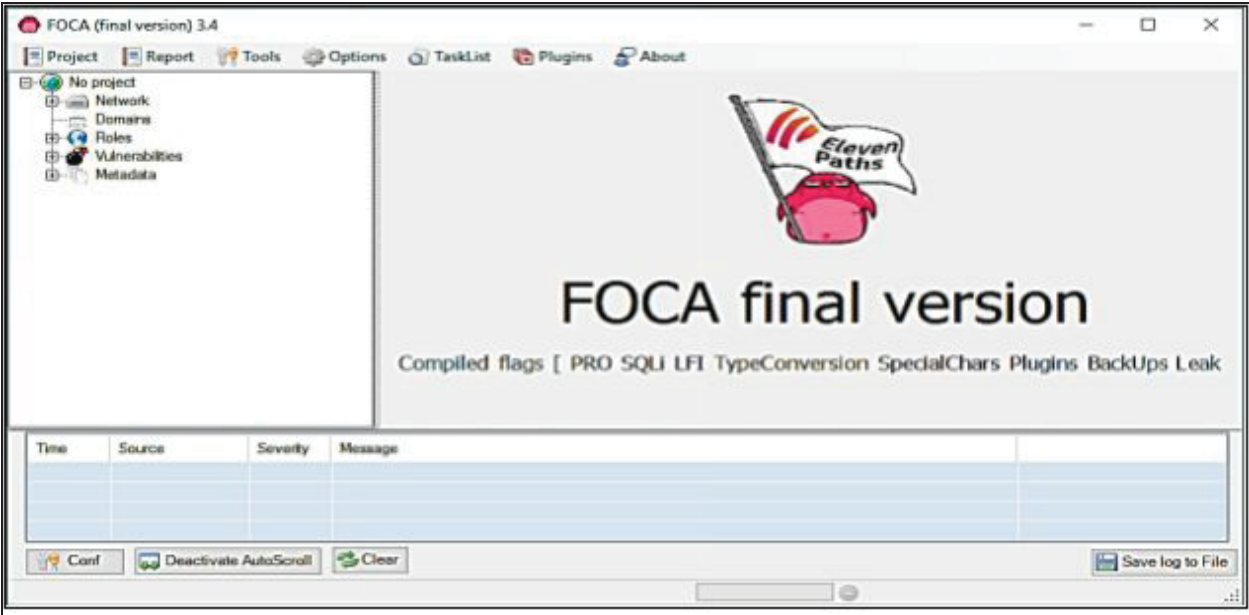 FOCA (final version) 3.4
Project Report Tools Options TaskList Plugins About
No project
Network
Domains
Roles
Vulnerabilities
Metadata
Eleven
Paths
FOCA final version
Compiled flags [ PRO SQLi LFI TypeConversion SpecialChars Plugins BackUps Leak
Time Source Severity Message
Conf Deactivate AutoScroll Clear Save log to File